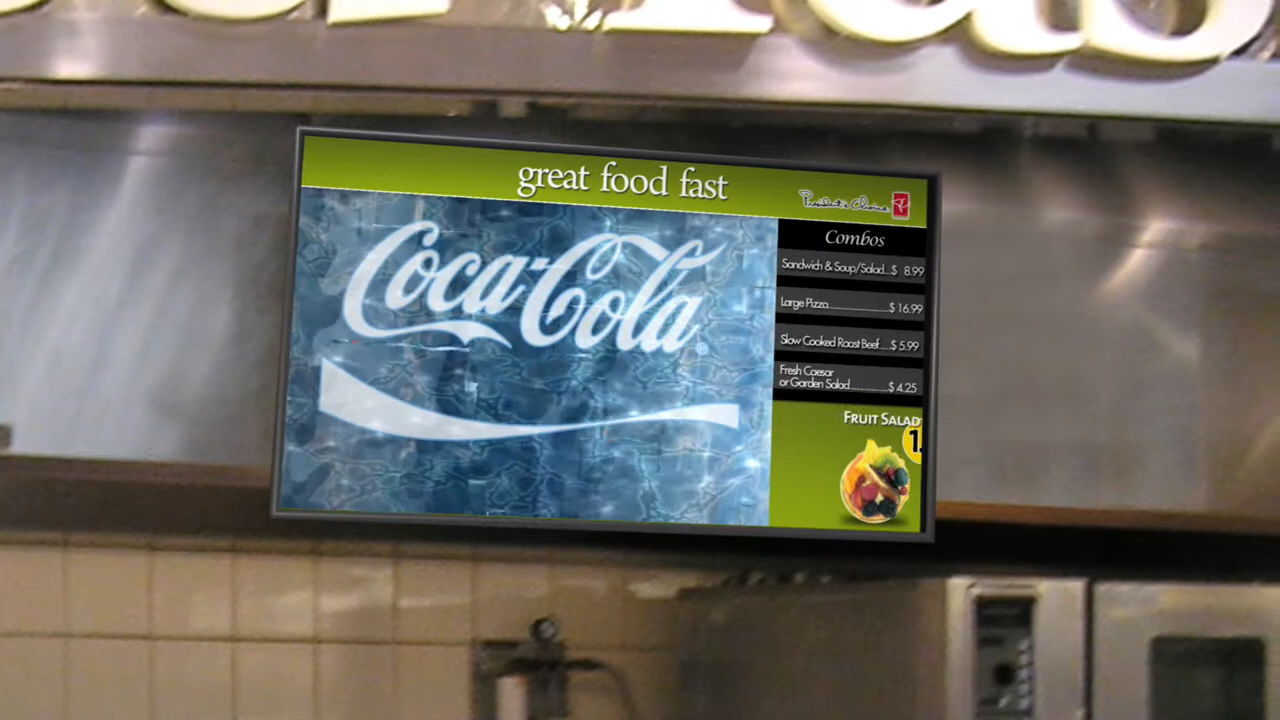 great food fast
President's Choice
Coca-Cola
Combos
Sandwich & Soup/Salad...$ 8.99
Large Pizza......................$ 16.99
Slow Cooked Roast Beef....$ 5.99
Fresh Caesar
or Garden Salad..............$ 4.25
FRUIT SALAD
1.